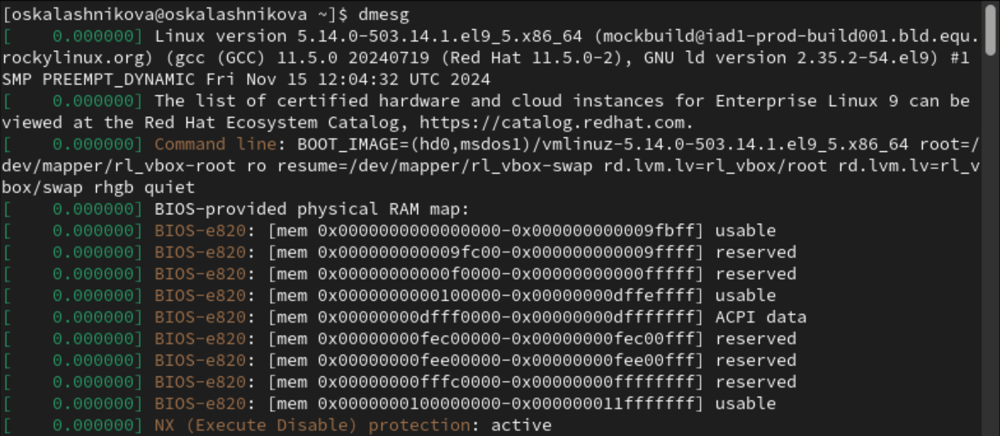 [oskalashnikova@oskalashnikova ~]$ dmesg
[    0.000000] Linux version 5.14.0-503.14.1.el9_5.x86_64 (mockbuild@iad1-prod-build001.bld.equ.
rockylinux.org) (gcc (GCC) 11.5.0 20240719 (Red Hat 11.5.0-2), GNU ld version 2.35.2-54.el9) #1
SMP PREEMPT_DYNAMIC Fri Nov 15 12:04:32 UTC 2024
[    0.000000] The list of certified hardware and cloud instances for Enterprise Linux 9 can be
viewed at the Red Hat Ecosystem Catalog, https://catalog.redhat.com.
[    0.000000] Command line: BOOT_IMAGE=(hd0,msdos1)/vmlinuz-5.14.0-503.14.1.el9_5.x86_64 root=/
dev/mapper/rl_vbox-root ro resume=/dev/mapper/rl_vbox-swap rd.lvm.lv=rl_vbox/root rd.lvm.lv=rl_v
box/swap rhgb quiet
[    0.000000] BIOS-provided physical RAM map:
[    0.000000] BIOS-e820: [mem 0x0000000000000000-0x000000000009fbff] usable
[    0.000000] BIOS-e820: [mem 0x000000000009fc00-0x000000000009ffff] reserved
[    0.000000] BIOS-e820: [mem 0x00000000000f0000-0x00000000000fffff] reserved
[    0.000000] BIOS-e820: [mem 0x0000000000100000-0x00000000dffeffff] usable
[    0.000000] BIOS-e820: [mem 0x00000000dfff0000-0x00000000dfffffff] ACPI data
[    0.000000] BIOS-e820: [mem 0x00000000fec00000-0x00000000fec00fff] reserved
[    0.000000] BIOS-e820: [mem 0x00000000fee00000-0x00000000fee00fff] reserved
[    0.000000] BIOS-e820: [mem 0x00000000fffc0000-0x00000000ffffffff] reserved
[    0.000000] BIOS-e820: [mem 0x0000000100000000-0x000000011fffffff] usable
[    0.000000] NX (Execute Disable) protection: active